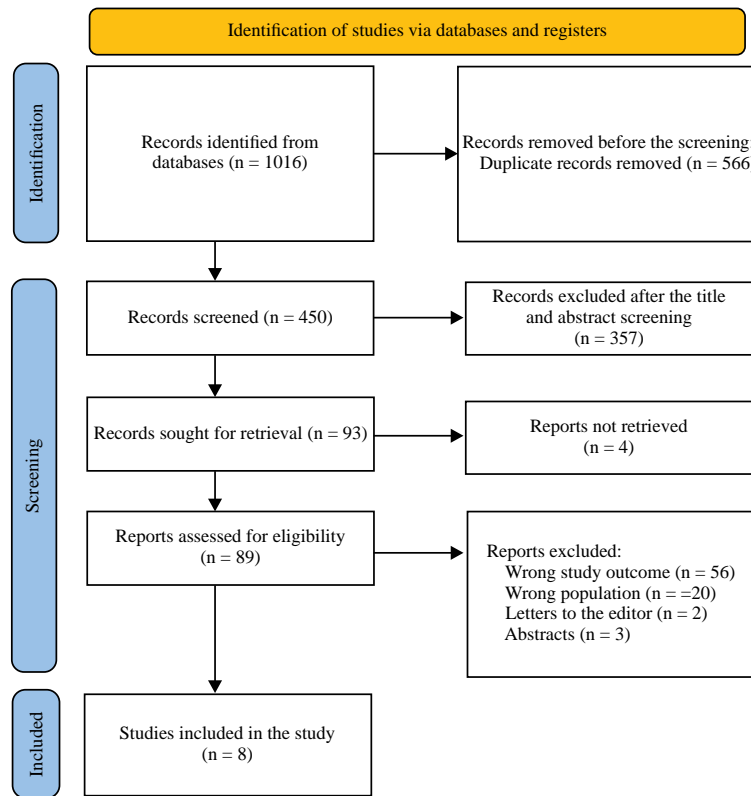 Identification of studies via databases and registers
Identification
Records identified from
databases (n = 1016)
Records removed before the screening:
Duplicate records removed (n = 566)
Screening
Records screened (n = 450)
Records excluded after the title
and abstract screening
(n = 357)
Records sought for retrieval (n = 93)
Reports not retrieved
(n = 4)
Reports assessed for eligibility
(n = 89)
Reports excluded:
Wrong study outcome (n = 56)
Wrong population (n = =20)
Letters to the editor (n = 2)
Abstracts (n = 3)
Included
Studies included in the study
(n = 8)